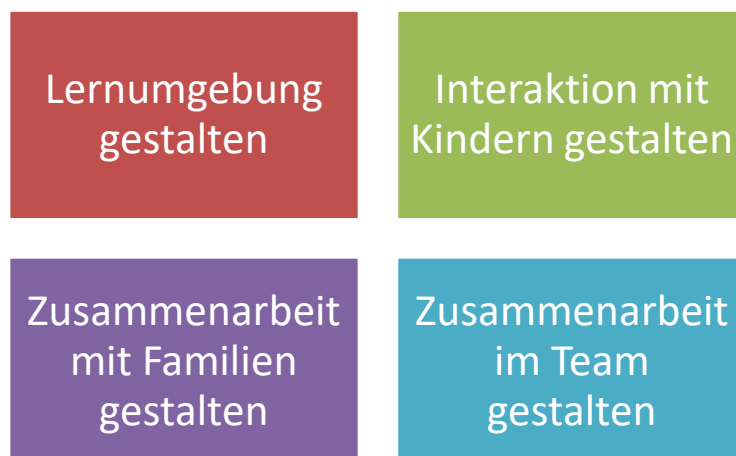 Lernumgebung
gestalten
Interaktion mit
Kindern gestalten
Zusammenarbeit
mit Familien
gestalten
Zusammenarbeit
im Team
gestalten